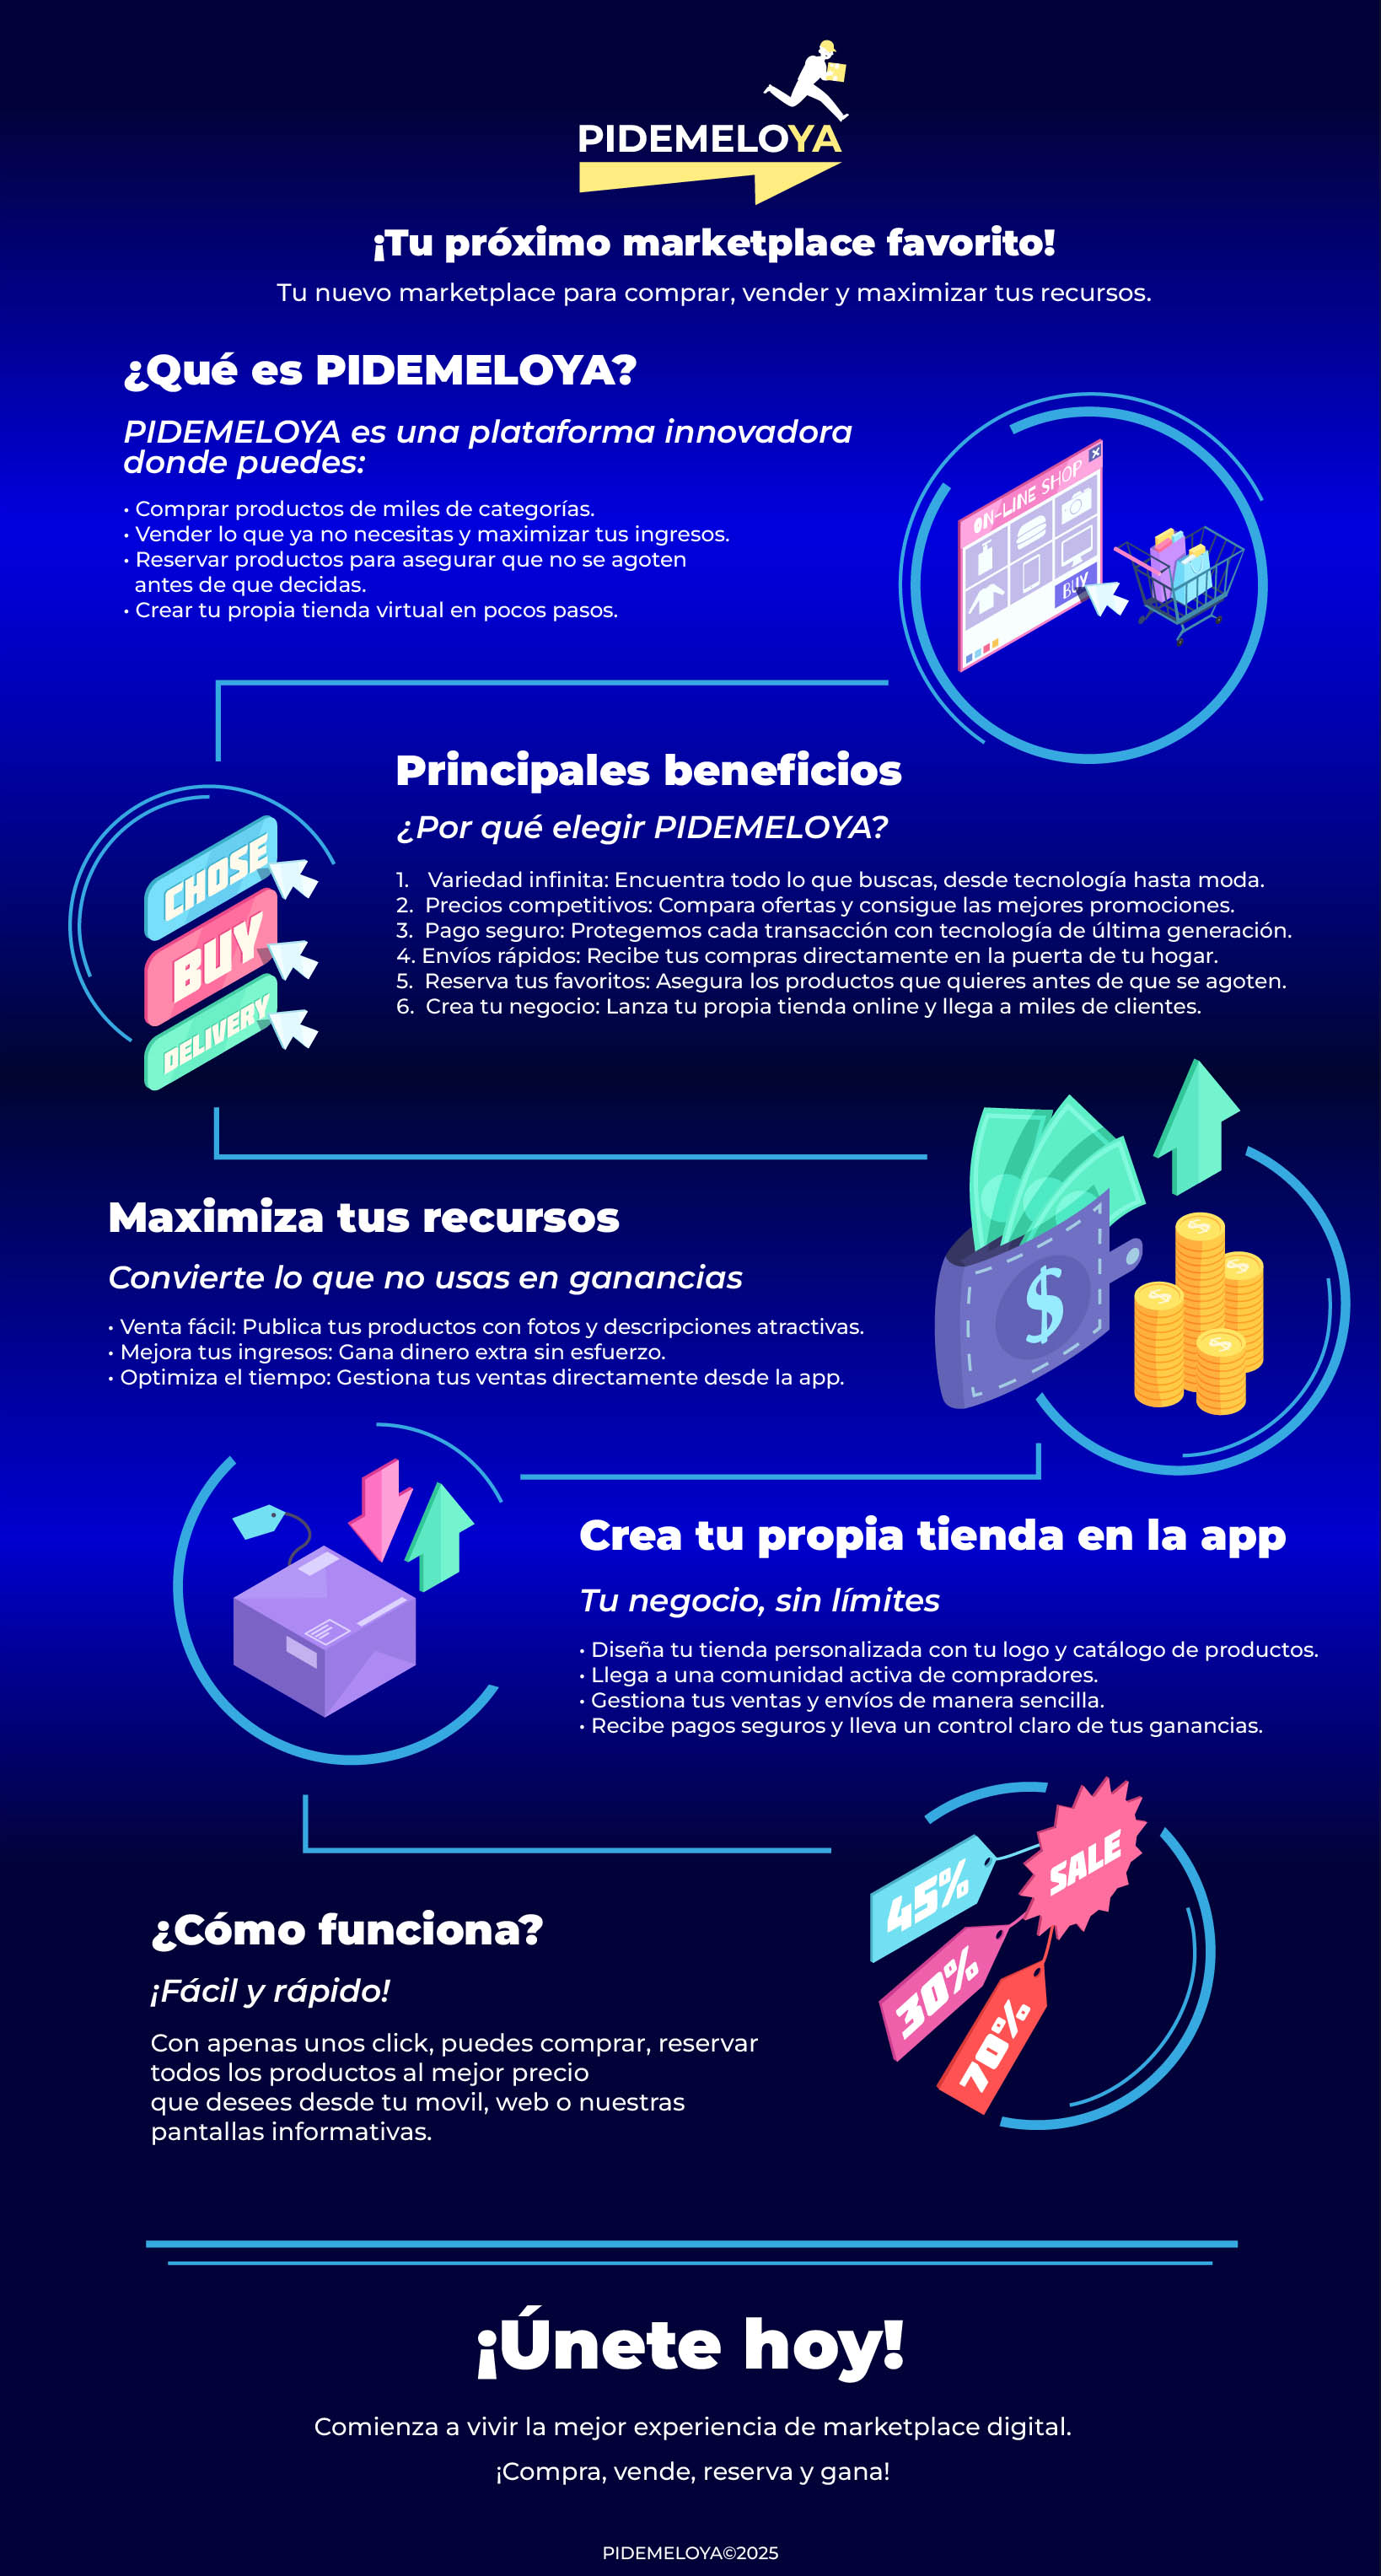 PIDEMELOYA
¡Tu próximo marketplace favorito!
Tu nuevo marketplace para comprar, vender y maximizar tus recursos.
¿Qué es PIDEMELOYA?
PIDEMELOYA es una plataforma innovadora
donde puedes:
• Comprar productos de miles de categorías.
• Vender lo que ya no necesitas y maximizar tus ingresos.
• Reservar productos para asegurar que no se agoten
antes de que decidas.
• Crear tu propia tienda virtual en pocos pasos.
ON-LINE SHOP
BUY
Principales beneficios
¿Por qué elegir PIDEMELOYA?
1. Variedad infinita: Encuentra todo lo que buscas, desde tecnología hasta moda.
2. Precios competitivos: Compara ofertas y consigue las mejores promociones.
3. Pago seguro: Protegemos cada transacción con tecnología de última generación.
4. Envíos rápidos: Recibe tus compras directamente en la puerta de tu hogar.
5. Reserva tus favoritos: Asegura los productos que quieres antes de que se agoten.
6. Crea tu negocio: Lanza tu propia tienda online y llega a miles de clientes.
CHOSE
BUY
DELIVERY
Maximiza tus recursos
Convierte lo que no usas en ganancias
• Venta fácil: Publica tus productos con fotos y descripciones atractivas.
• Mejora tus ingresos: Gana dinero extra sin esfuerzo.
• Optimiza el tiempo: Gestiona tus ventas directamente desde la app.
$
Crea tu propia tienda en la app
Tu negocio, sin límites
• Diseña tu tienda personalizada con tu logo y catálogo de productos.
• Llega a una comunidad activa de compradores.
• Gestiona tus ventas y envíos de manera sencilla.
• Recibe pagos seguros y lleva un control claro de tus ganancias.
SALE
45%
30%
70%
¿Cómo funciona?
¡Fácil y rápido!
Con apenas unos click, puedes comprar, reservar
todos los productos al mejor precio
que desees desde tu movil, web o nuestras
pantallas informativas.
¡Únete hoy!
Comienza a vivir la mejor experiencia de marketplace digital.
¡Compra, vende, reserva y gana!
PIDEMELOYA©2025